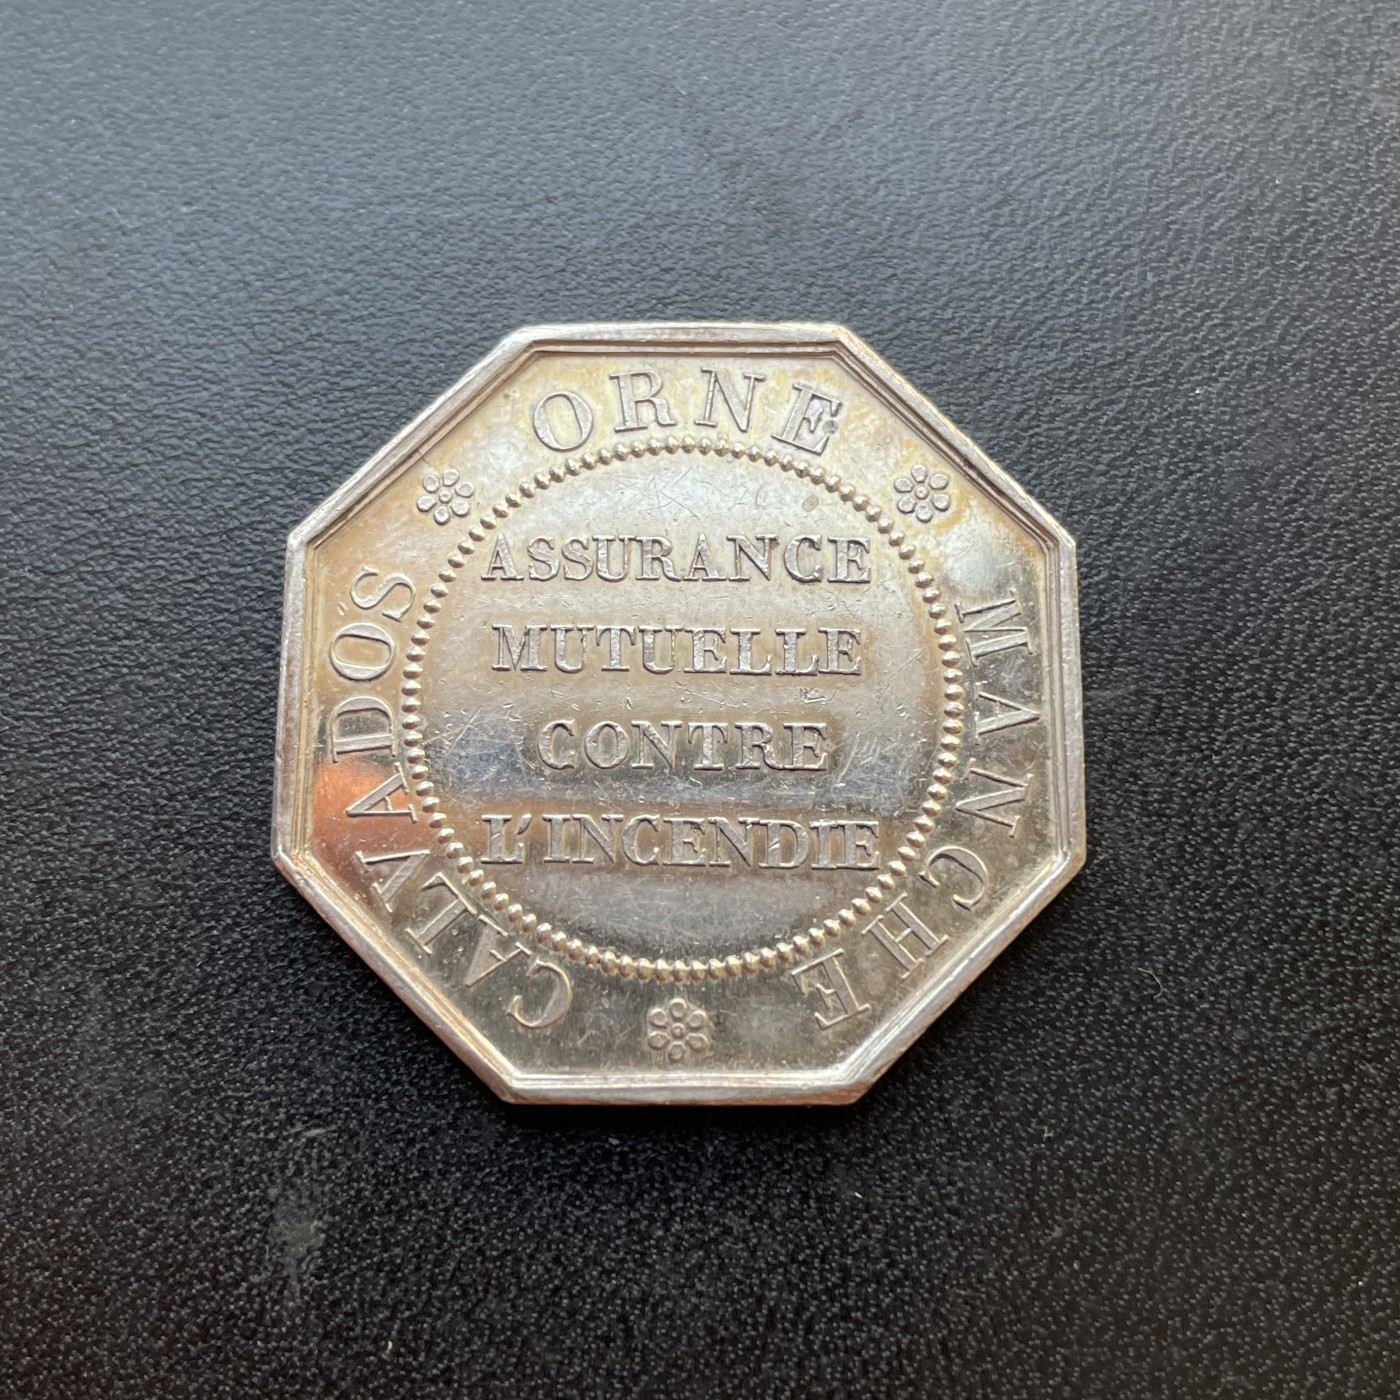 CALVADOS
ORNE
MANCHE
ASSURANCE
MUTUELLE
CONTRE
L'INCENDIE